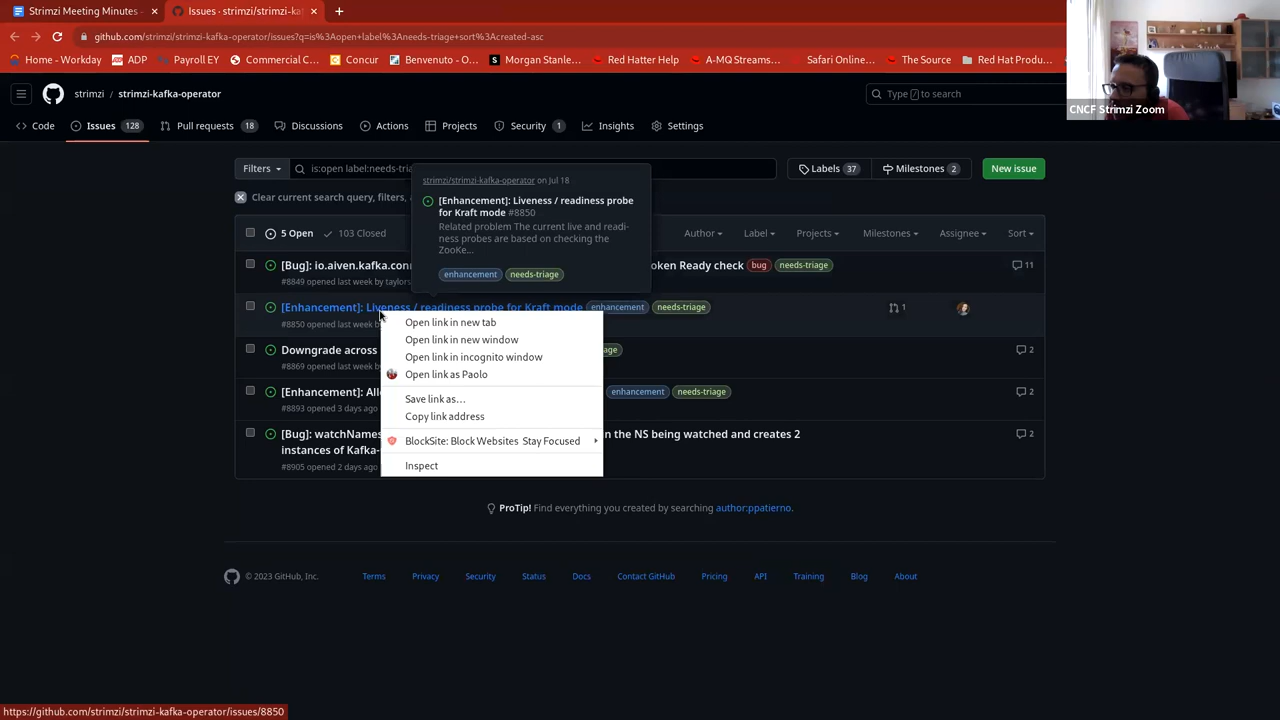 Strimzi Meeting Minutes -
Issues · strimzi/strimzi-ka
github.com/strimzi/strimzi-kafka-operator/issues?q=is%3Aopen+label%3Aneeds-triage+sort%3Acreated-asc
Home - Workday
ADP
Payroll EY
Commercial C...
Concur
Benvenuto - O...
Morgan Stanle...
Red Hatter Help
A-MQ Streams...
Safari Online...
The Source
Red Hat Produ...
CNCF Strimzi Zoom
strimzi / strimzi-kafka-operator
Type / to search
Code
Issues 128
Pull requests 18
Discussions
Actions
Projects
Security 1
Insights
Settings
Filters
is:open label:needs-tria
Labels 37
Milestones 2
New issue
Clear current search query, filters,
strimzi/strimzi-kafka-operator on Jul 18
[Enhancement]: Liveness / readiness probe
for Kraft mode #8850
Related problem The current live and readi-
ness probes are based on checking the
ZooKe...
enhancement needs-triage
5 Open 103 Closed
Author Label Projects Milestones Assignee Sort
[Bug]: io.aiven.kafka.con
oken Ready check bug needs-triage
11
#8849 opened last week by taylors
[Enhancement]: Liveness / readiness probe for Kraft mode enhancement needs-triage
1
#8850 opened last week b
Downgrade across
age
2
#8869 opened last week
[Enhancement]: All
enhancement needs-triage
2
#8893 opened 3 days ago
[Bug]: watchNames
n the NS being watched and creates 2
2
instances of Kafka-
#8905 opened 2 days ago
Open link in new tab
Open link in new window
Open link in incognito window
Open link as Paolo
Save link as...
Copy link address
BlockSite: Block Websites Stay Focused
Inspect
ProTip! Find everything you created by searching author:ppatierno.
© 2023 GitHub, Inc.
Terms
Privacy
Security
Status
Docs
Contact GitHub
Pricing
API
Training
Blog
About
https://github.com/strimzi/strimzi-kafka-operator/issues/8850